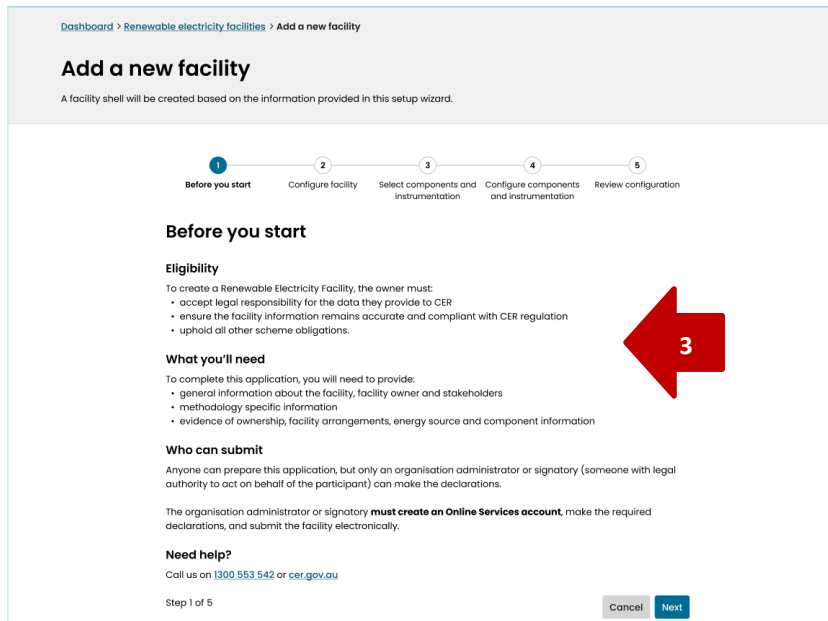 Dashboard > Renewable electricity facilities > Add a new facility
Add a new facility
A facility shell will be created based on the information provided in this setup wizard.
1 2 3 4 5
Before you start Configure facility Select components and Configure components Review configuration
instrumentation and instrumentation
Before you start
Eligibility
To create a Renewable Electricity Facility, the owner must:
• accept legal responsibility for the data they provide to CER
• ensure the facility information remains accurate and compliant with CER regulation
• uphold all other scheme obligations.
3
What you'll need
To complete this application, you will need to provide:
• general information about the facility, facility owner and stakeholders
• methodology specific information
• evidence of ownership, facility arrangements, energy source and component information
Who can submit
Anyone can prepare this application, but only an organisation administrator or signatory (someone with legal
authority to act on behalf of the participant) can make the declarations.
The organisation administrator or signatory must create an Online Services account, make the required
declarations, and submit the facility electronically.
Need help?
Call us on 1300 553 542 or cer.gov.au
Step 1 of 5
Cancel Next